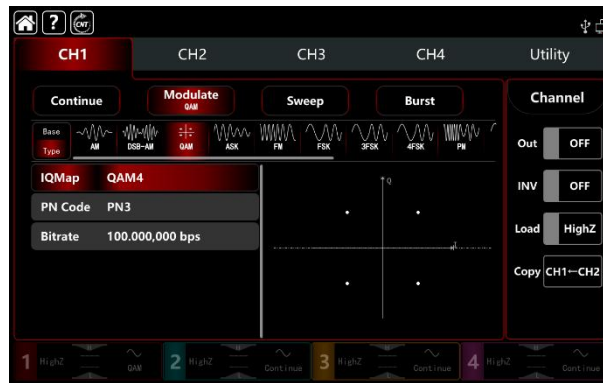 ? CNT
CH1 CH2 CH3 CH4 Utility
Continue Modulate QAM Sweep Burst Channel
Base Type AM DSB-AM QAM ASK FM FSK 3FSK 4FSK PM
Out OFF
IQMap QAM4
INV OFF
PN Code PN3
Load HighZ
Bitrate 100.000,000 bps
Copy CH1←CH2
Q
I
1 HighZ QAM 2 HighZ Continue 3 HighZ Continue 4 HighZ Continue